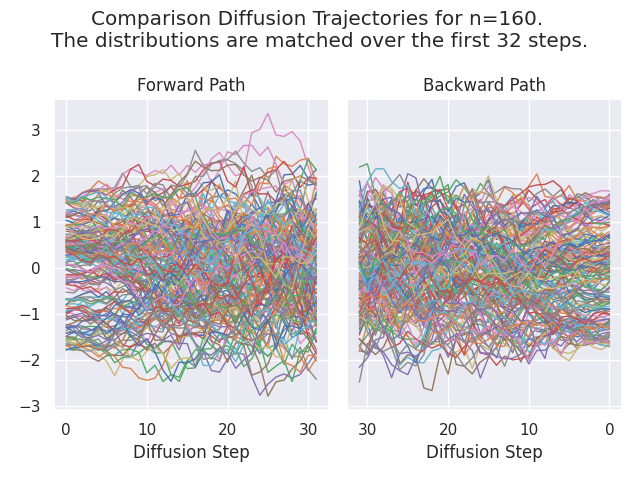 Comparison Diffusion Trajectories for n=160.
The distributions are matched over the first 32 steps.
Forward Path
Backward Path
3
2
1
0
−1
−2
−3
0 10 20 30
30 20 10 0
Diffusion Step
Diffusion Step